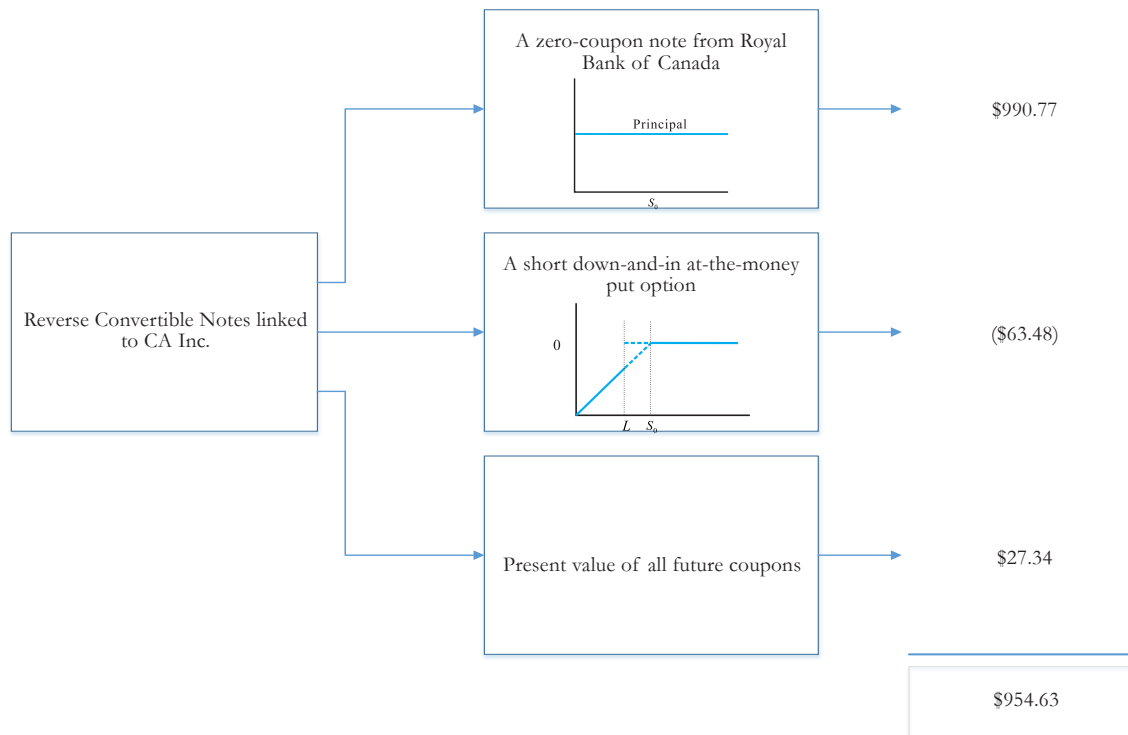 A zero-coupon note from Royal
Bank of Canada
Principal
S₀
$990.77
Reverse Convertible Notes linked
to CA Inc.
A short down-and-in at-the-money
put option
0
L S₀
($63.48)
Present value of all future coupons
$27.34
$954.63